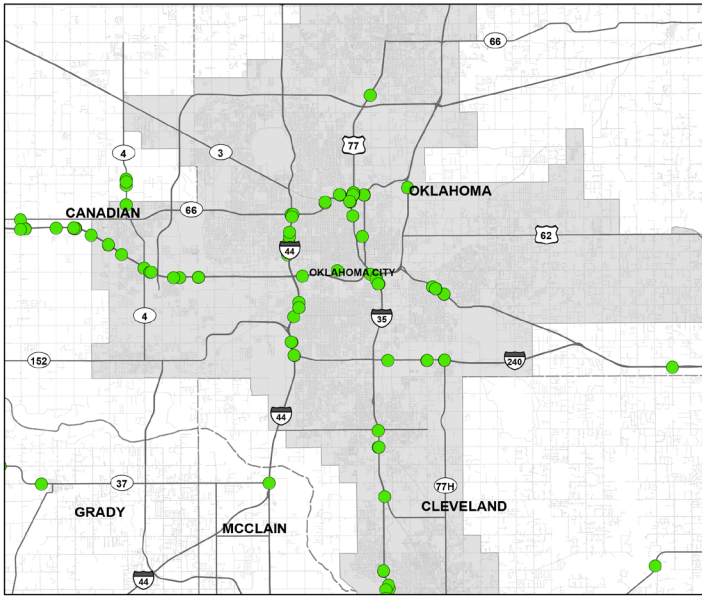 66
77
4
3
OKLAHOMA
CANADIAN
66
62
44
OKLAHOMA CITY
4
35
152
240
44
37
77H
CLEVELAND
GRADY
MCCLAIN
44